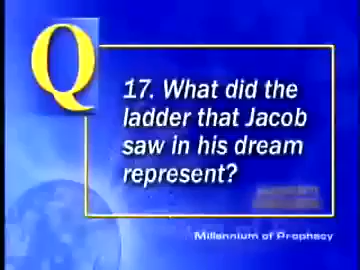 Q
17. What did the
ladder that Jacob
saw in his dream
represent?
Millennium of Prophecy